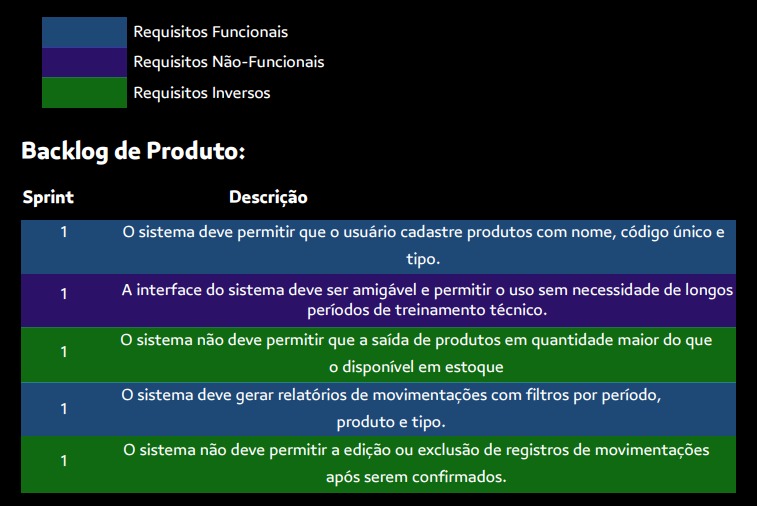 Requisitos Funcionais
Requisitos Não-Funcionais
Requisitos Inversos
Backlog de Produto:
Sprint Descrição
1 O sistema deve permitir que o usuário cadastre produtos com nome, código único e
tipo.
1 A interface do sistema deve ser amigável e permitir o uso sem necessidade de longos
períodos de treinamento técnico.
1 O sistema não deve permitir que a saída de produtos em quantidade maior do que
o disponível em estoque
1 O sistema deve gerar relatórios de movimentações com filtros por período,
produto e tipo.
1 O sistema não deve permitir a edição ou exclusão de registros de movimentações
após serem confirmados.